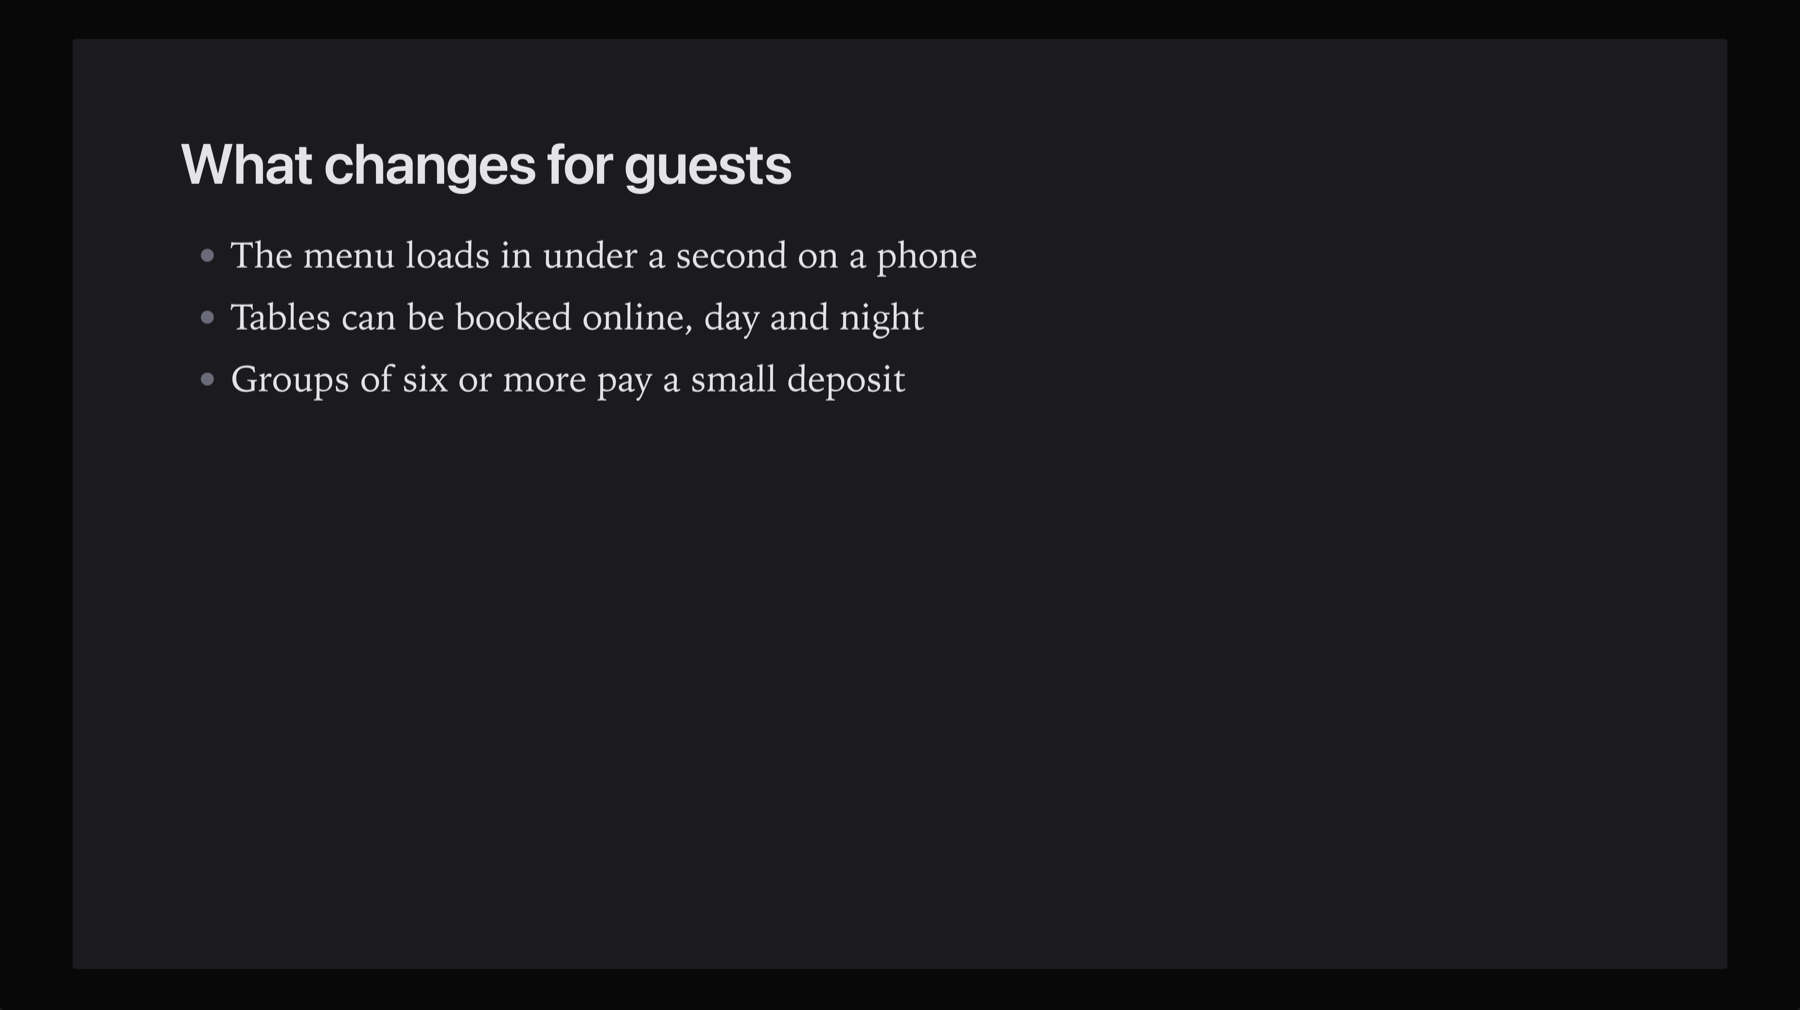 What changes for guests
The menu loads in under a second on a phone
Tables can be booked online, day and night
Groups of six or more pay a small deposit